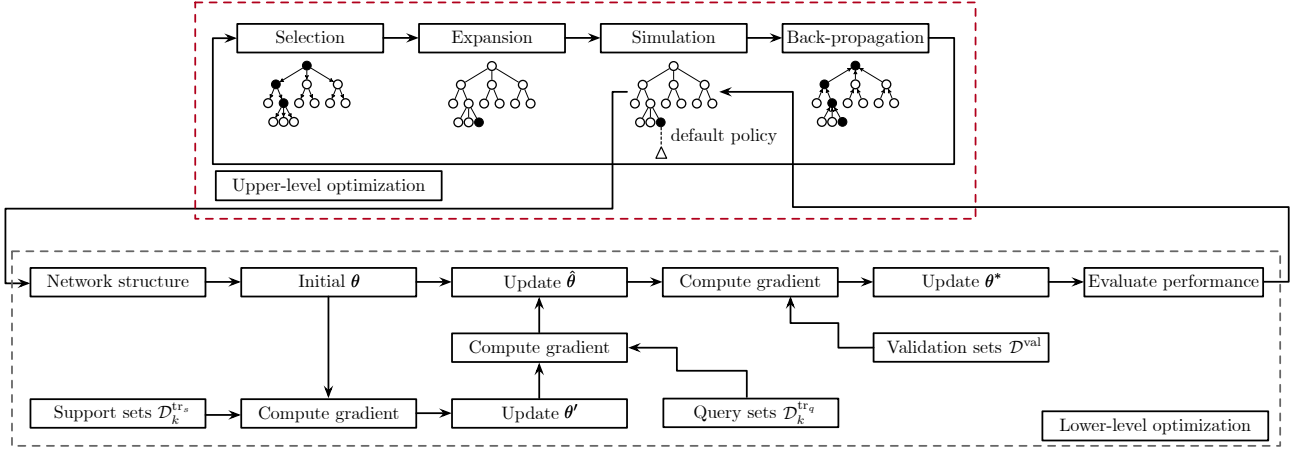 Selection
Expansion
Simulation
Back-propagation
default policy
Upper-level optimization
Network structure
Initial θ
Update θ̂
Compute gradient
Update θ*
Evaluate performance
Compute gradient
Validation sets 𝒟^val
Support sets 𝒟_k^{tr_s}
Compute gradient
Update θ′
Query sets 𝒟_k^{tr_q}
Lower-level optimization